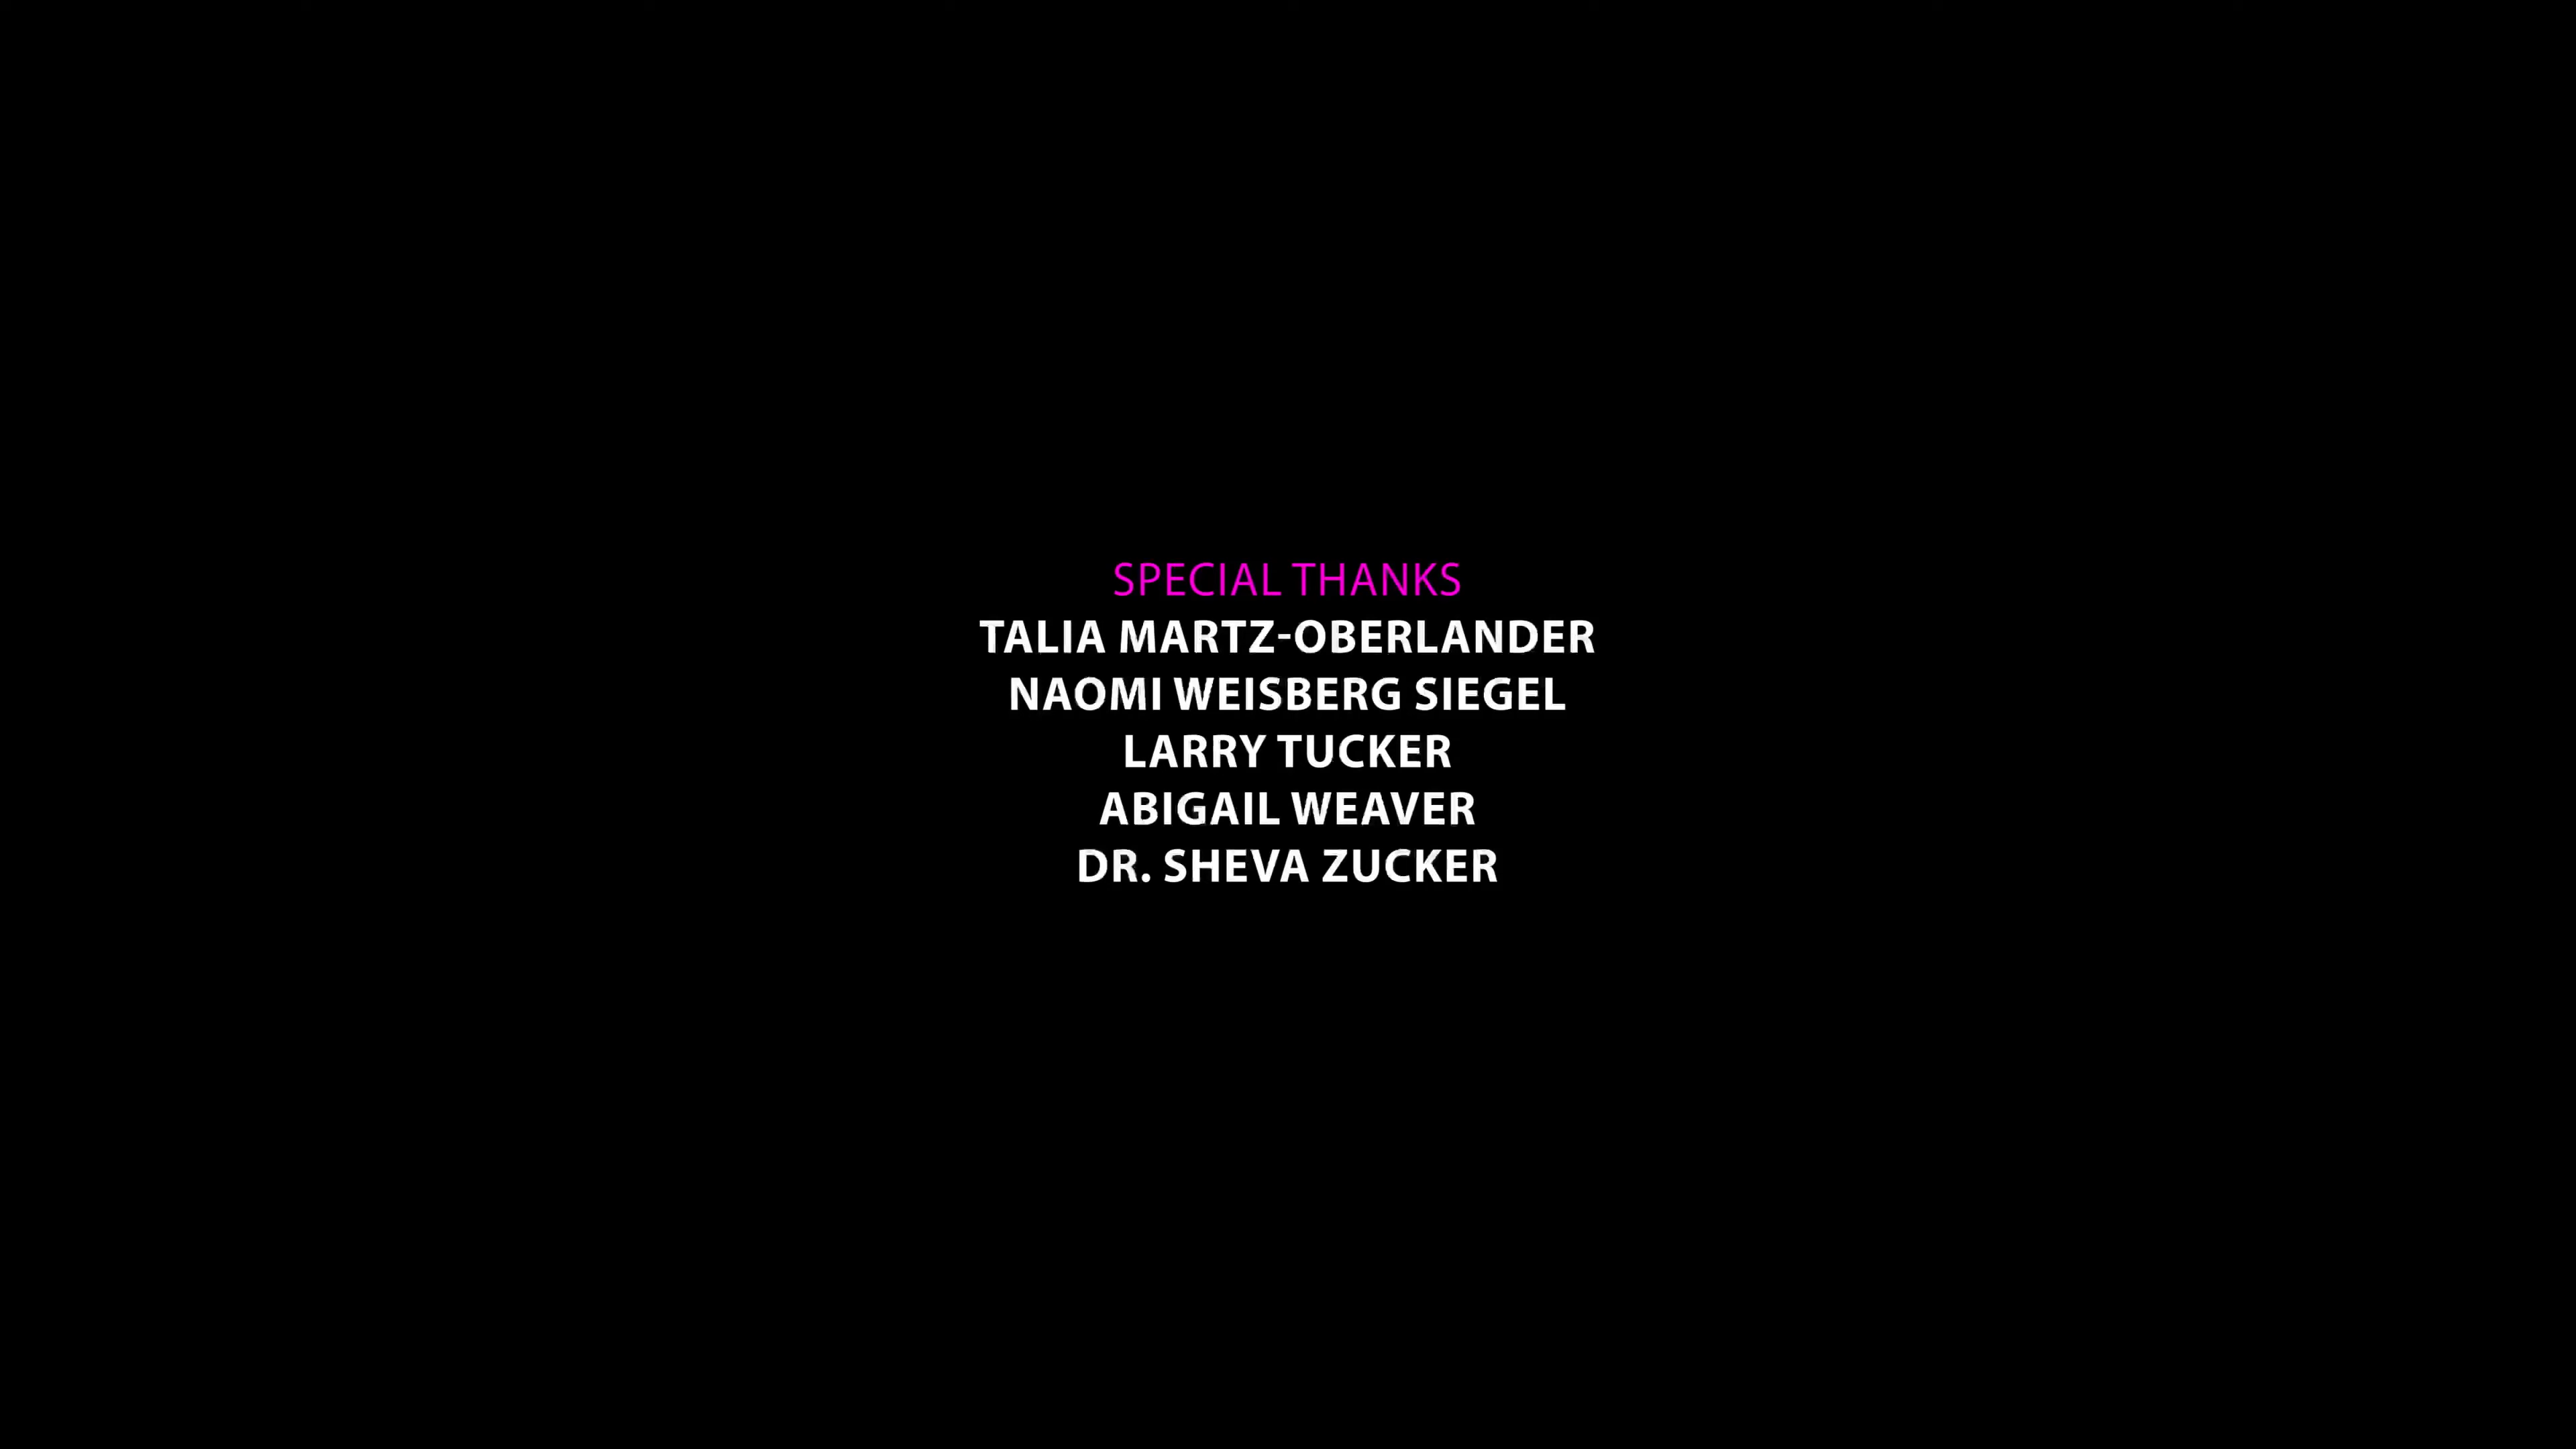 SPECIAL THANKS
TALIA MARTZ-OBERLANDER
NAOMI WEISBERG SIEGEL
LARRY TUCKER
ABIGAIL WEAVER
DR. SHEVA ZUCKER